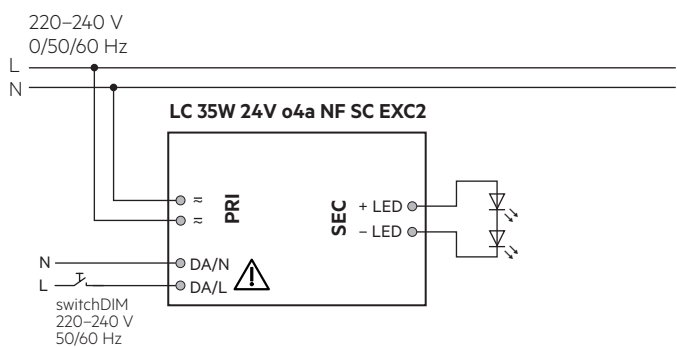 220–240 V
0/50/60 Hz
L
N
LC 35W 24V o4a NF SC EXC2
≂
≂
PRI
SEC
+ LED
– LED
N
DA/N
L
DA/L
switchDIM
220–240 V
50/60 Hz